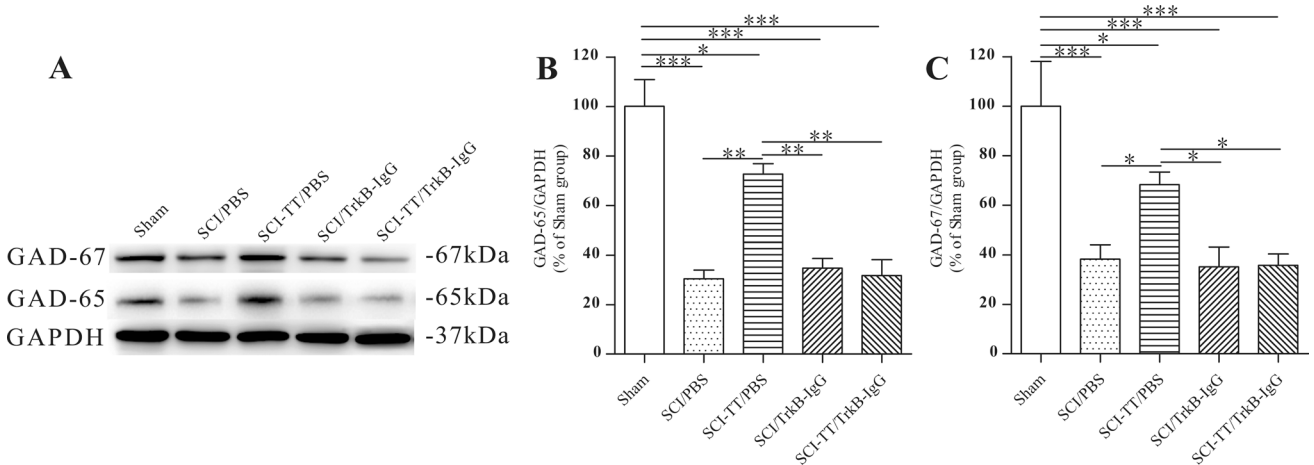 A
Sham
SCI/PBS
SCI-TT/PBS
SCI/TrkB-IgG
SCI-TT/TrkB-IgG
GAD-67
-67kDa
GAD-65
-65kDa
GAPDH
-37kDa
B
***
***
*
***
**
**
**
GAD-65/GAPDH
(% of Sham group)
120
100
80
60
40
20
0
Sham
SCI/PBS
SCI-TT/PBS
SCI/TrkB-IgG
SCI-TT/TrkB-IgG
C
***
***
*
***
*
*
*
GAD-67/GAPDH
(% of Sham group)
120
100
80
60
40
20
0
Sham
SCI/PBS
SCI-TT/PBS
SCI/TrkB-IgG
SCI-TT/TrkB-IgG